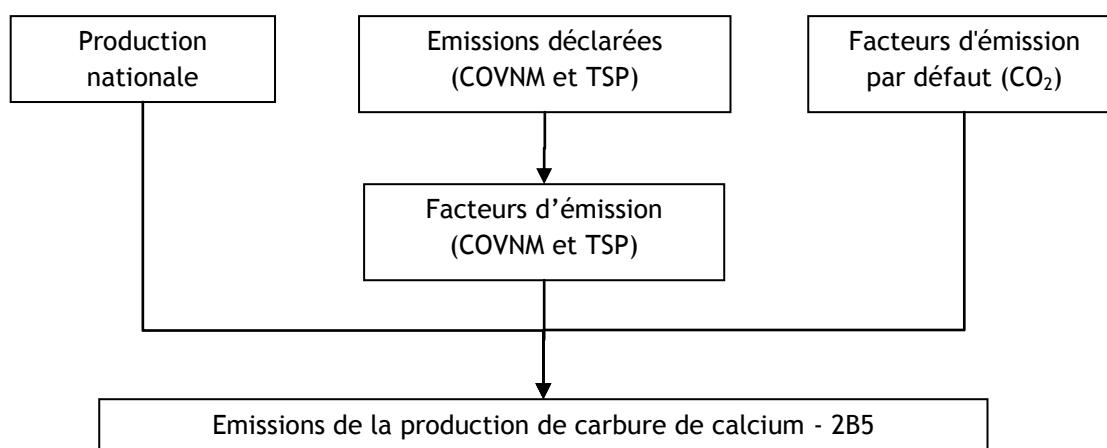 Production
nationale
Emissions déclarées
(COVNM et TSP)
Facteurs d'émission
par défaut (CO₂)
Facteurs d’émission
(COVNM et TSP)
Emissions de la production de carbure de calcium - 2B5